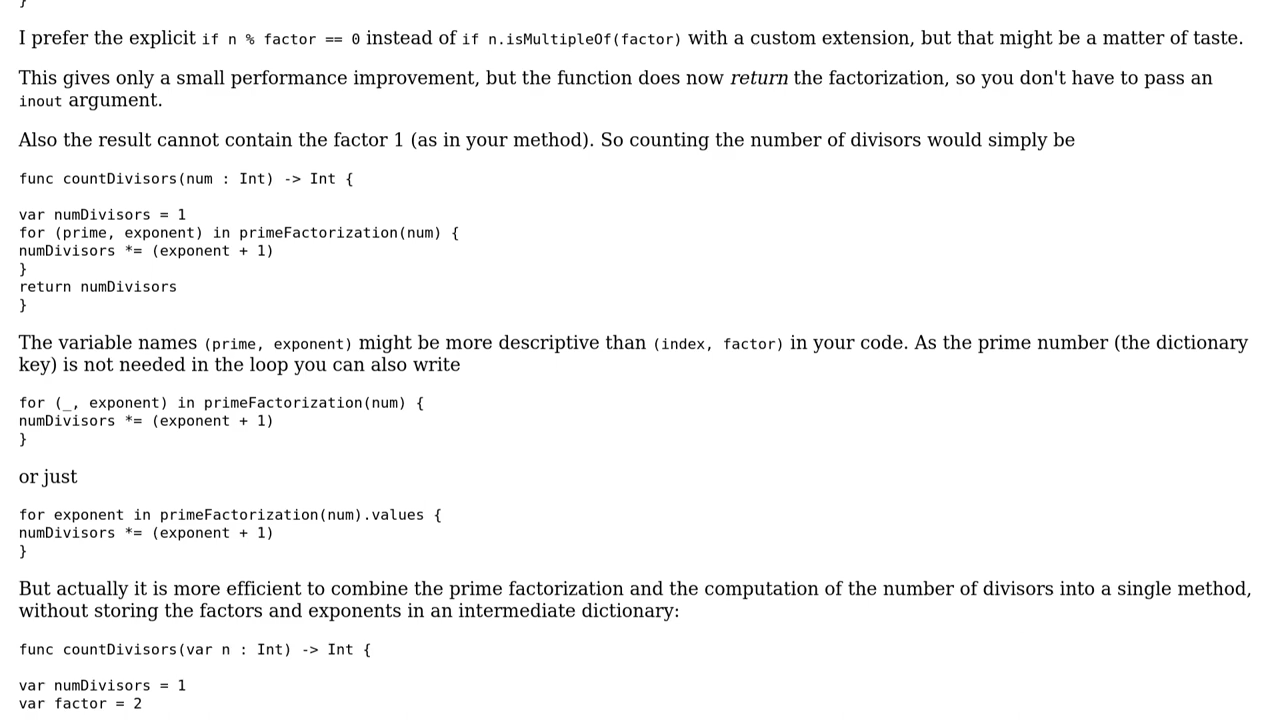 }
I prefer the explicit if n % factor == 0 instead of if n.isMultipleOf(factor) with a custom extension, but that might be a matter of taste.
This gives only a small performance improvement, but the function does now return the factorization, so you don't have to pass an
inout argument.
Also the result cannot contain the factor 1 (as in your method). So counting the number of divisors would simply be
func countDivisors(num : Int) -> Int {
var numDivisors = 1
for (prime, exponent) in primeFactorization(num) {
numDivisors *= (exponent + 1)
}
return numDivisors
}
The variable names (prime, exponent) might be more descriptive than (index, factor) in your code. As the prime number (the dictionary
key) is not needed in the loop you can also write
for (_, exponent) in primeFactorization(num) {
numDivisors *= (exponent + 1)
}
or just
for exponent in primeFactorization(num).values {
numDivisors *= (exponent + 1)
}
But actually it is more efficient to combine the prime factorization and the computation of the number of divisors into a single method,
without storing the factors and exponents in an intermediate dictionary:
func countDivisors(var n : Int) -> Int {
var numDivisors = 1
var factor = 2